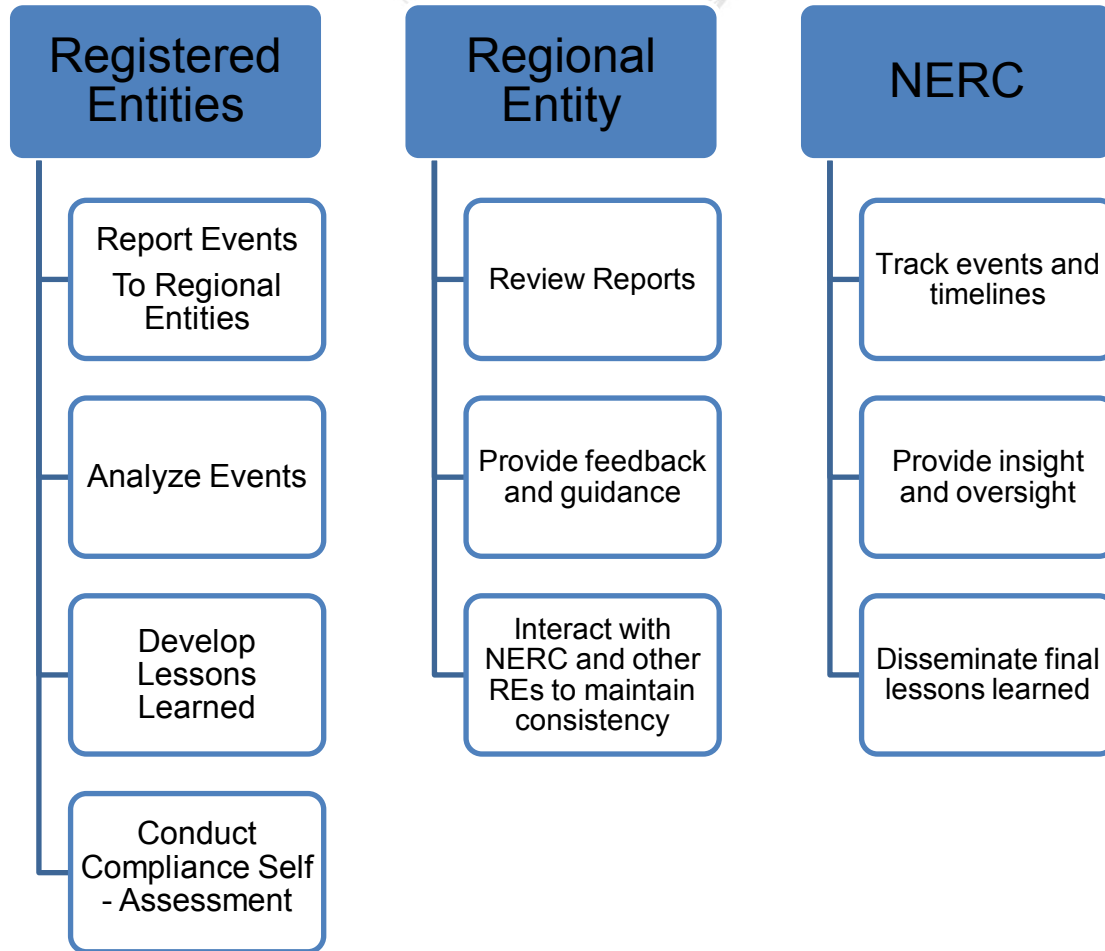 Registered
Entities
Report Events
To Regional
Entities
Analyze Events
Develop
Lessons
Learned
Conduct
Compliance Self
- Assessment
Regional
Entity
Review Reports
Provide feedback
and guidance
Interact with
NERC and other
REs to maintain
consistency
NERC
Track events and
timelines
Provide insight
and oversight
Disseminate final
lessons learned